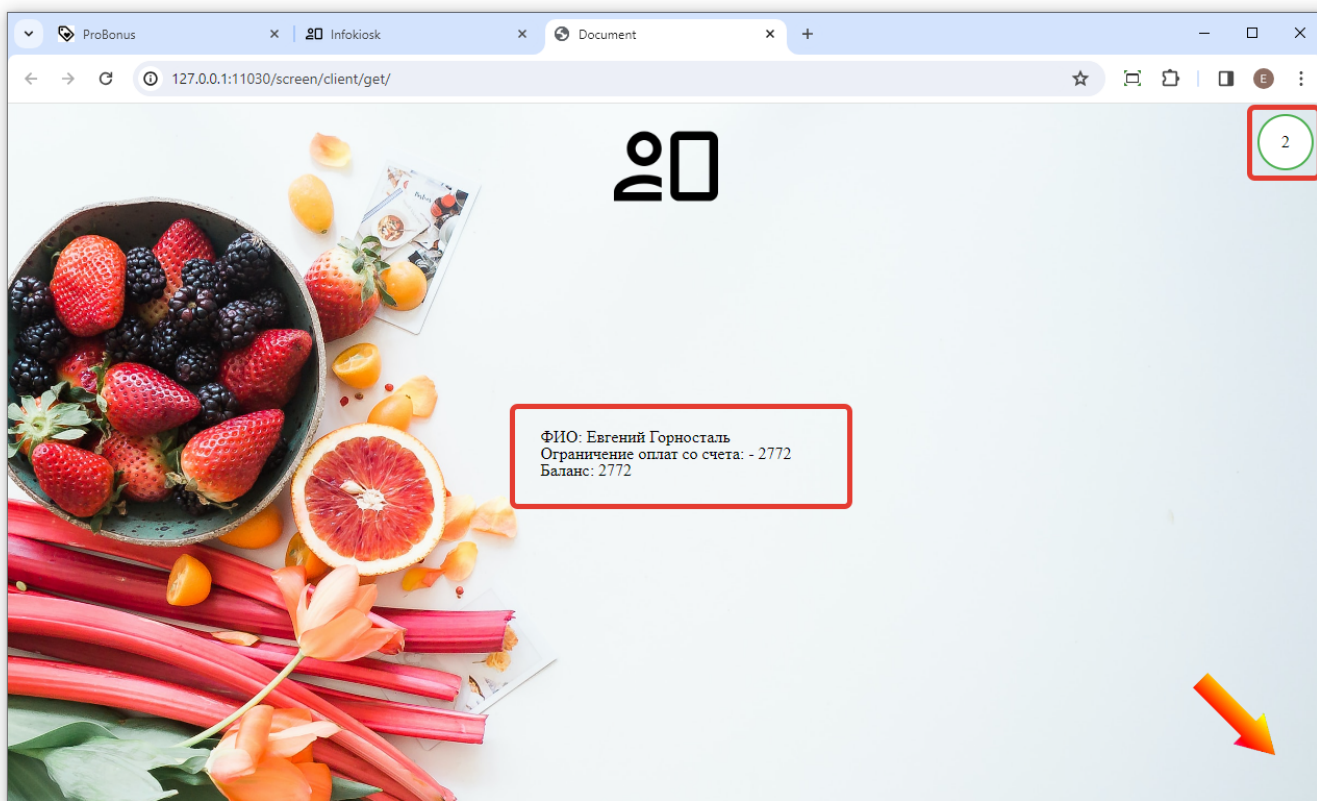 ProBonus
Infokiosk
Document
127.0.0.1:11030/screen/client/get/
E
2
ФИО: Евгений Горносталь
Ограничение оплат со счета: - 2772
Баланс: 2772